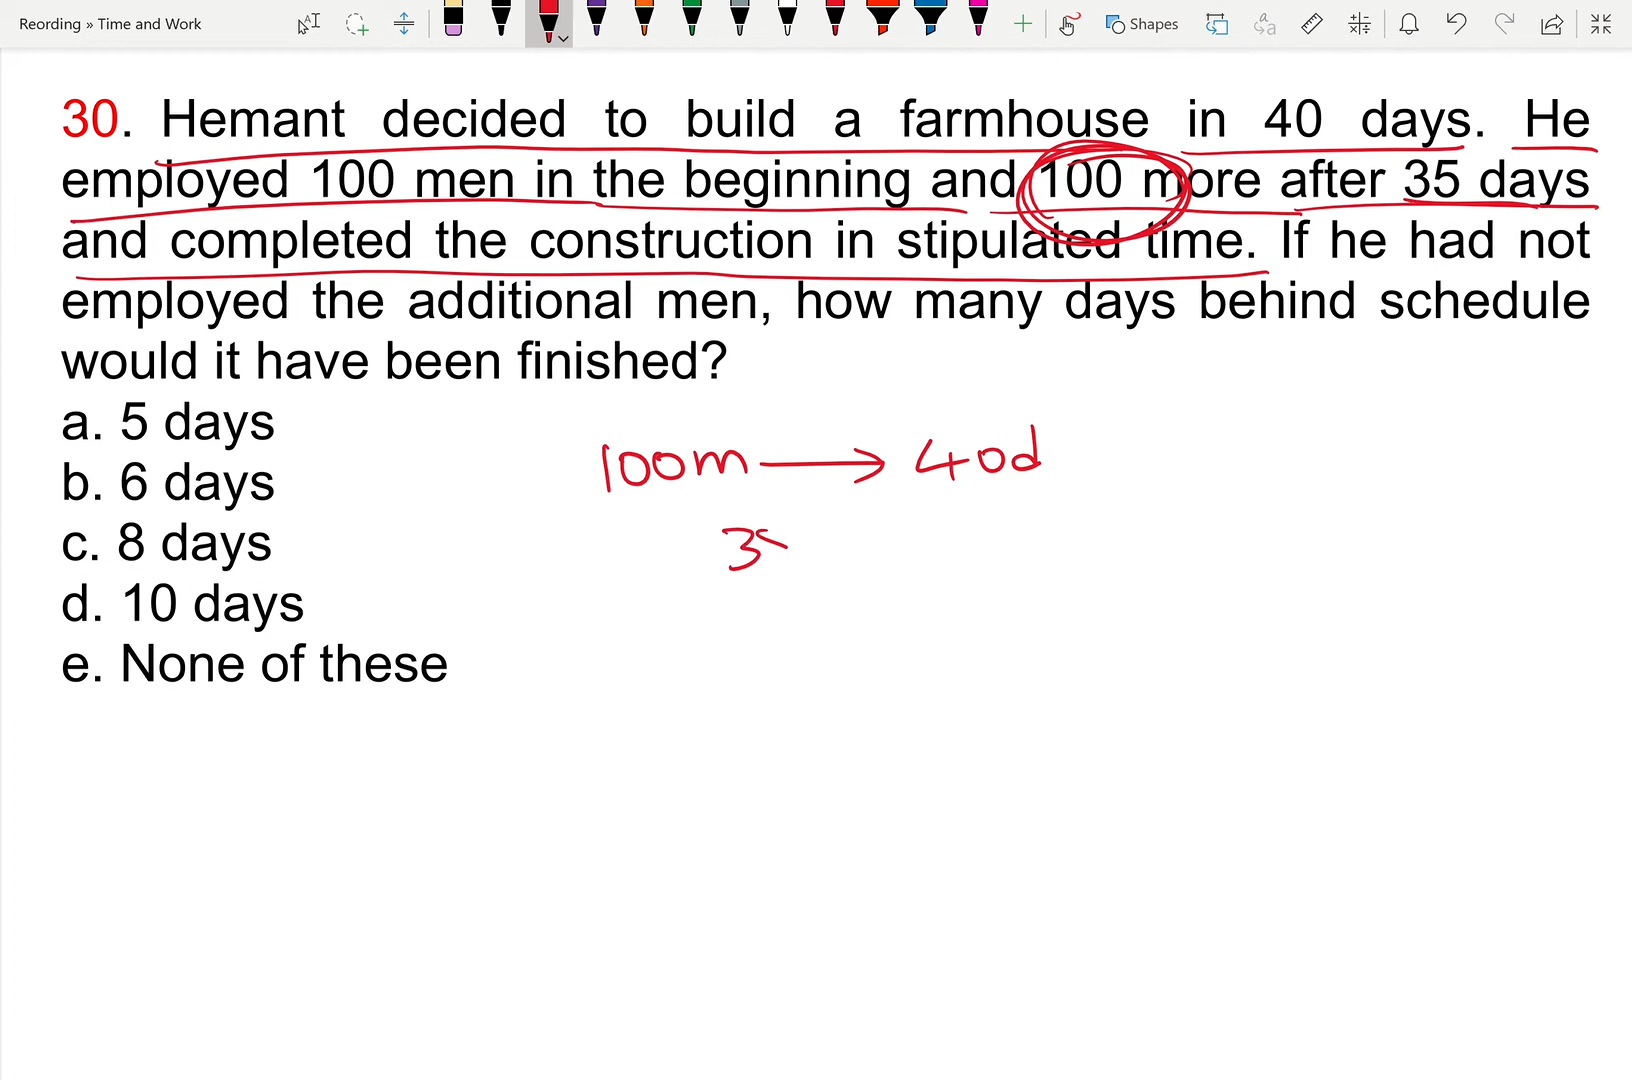 Reording » Time and Work
Shapes
30. Hemant decided to build a farmhouse in 40 days. He
employed 100 men in the beginning and 100 more after 35 days
and completed the construction in stipulated time. If he had not
employed the additional men, how many days behind schedule
would it have been finished?
a. 5 days
b. 6 days
c. 8 days
d. 10 days
e. None of these
100m → 40d